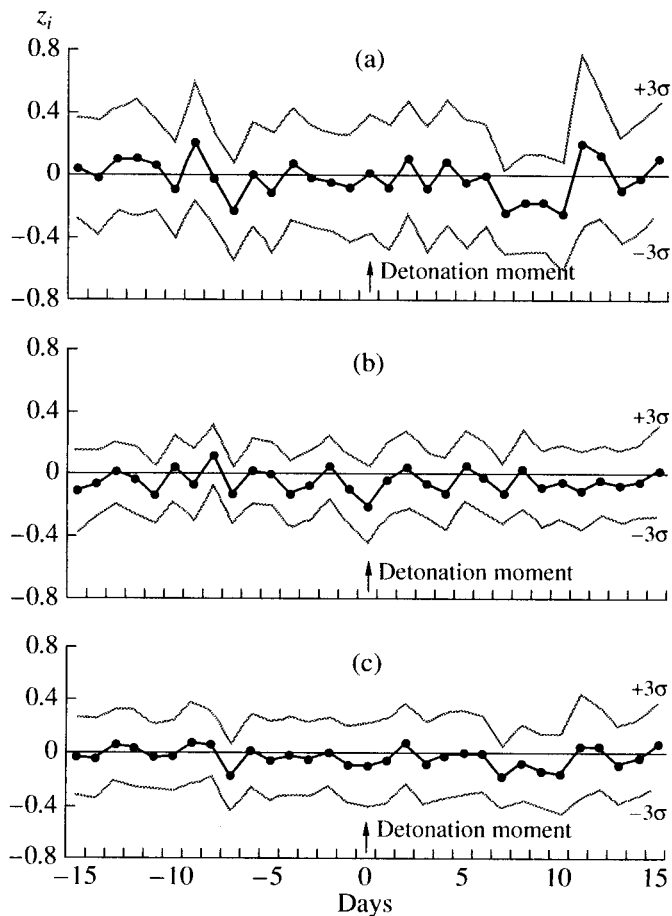 z_i
0.8
(a)
+3σ
0.4
0
−0.4
−3σ
Detonation moment
−0.8
0.8
(b)
0.4
+3σ
0
−0.4
−3σ
Detonation moment
−0.8
0.8
(c)
+3σ
0.4
0
−0.4
−3σ
Detonation moment
−0.8
−15 −10 −5 0 5 10 15
Days